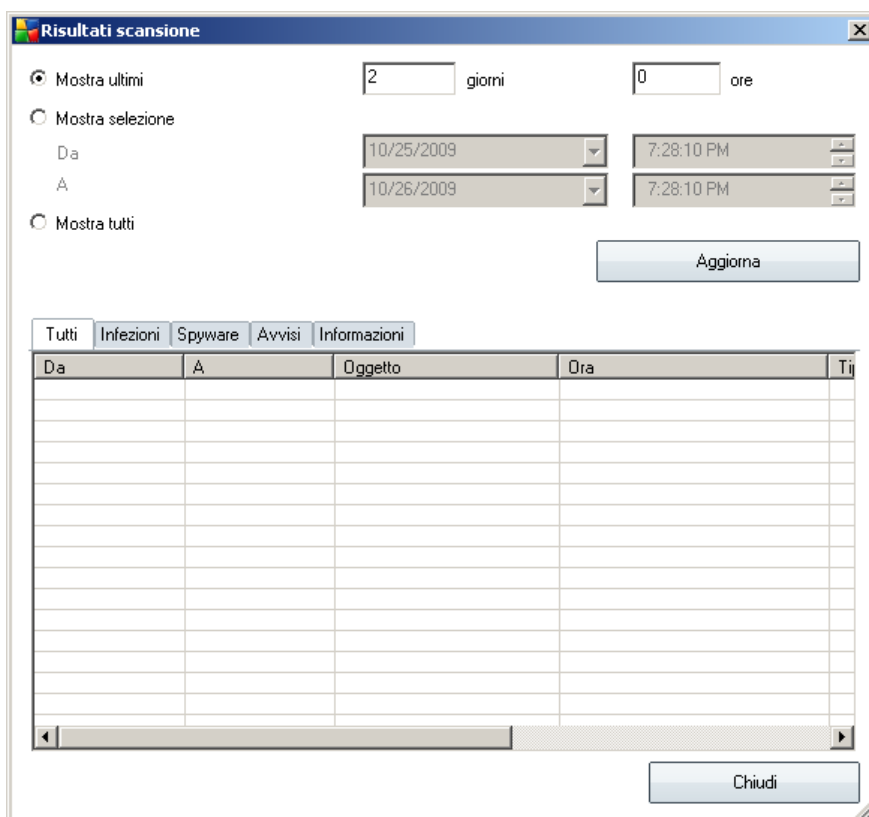 Risultati scansione
Mostra ultimi 2 giorni 0 ore
Mostra selezione
Da 10/25/2009 7:28:10 PM
A 10/26/2009 7:28:10 PM
Mostra tutti
Aggiorna
Tutti Infezioni Spyware Avvisi Informazioni
Da A Oggetto Ora
Chiudi